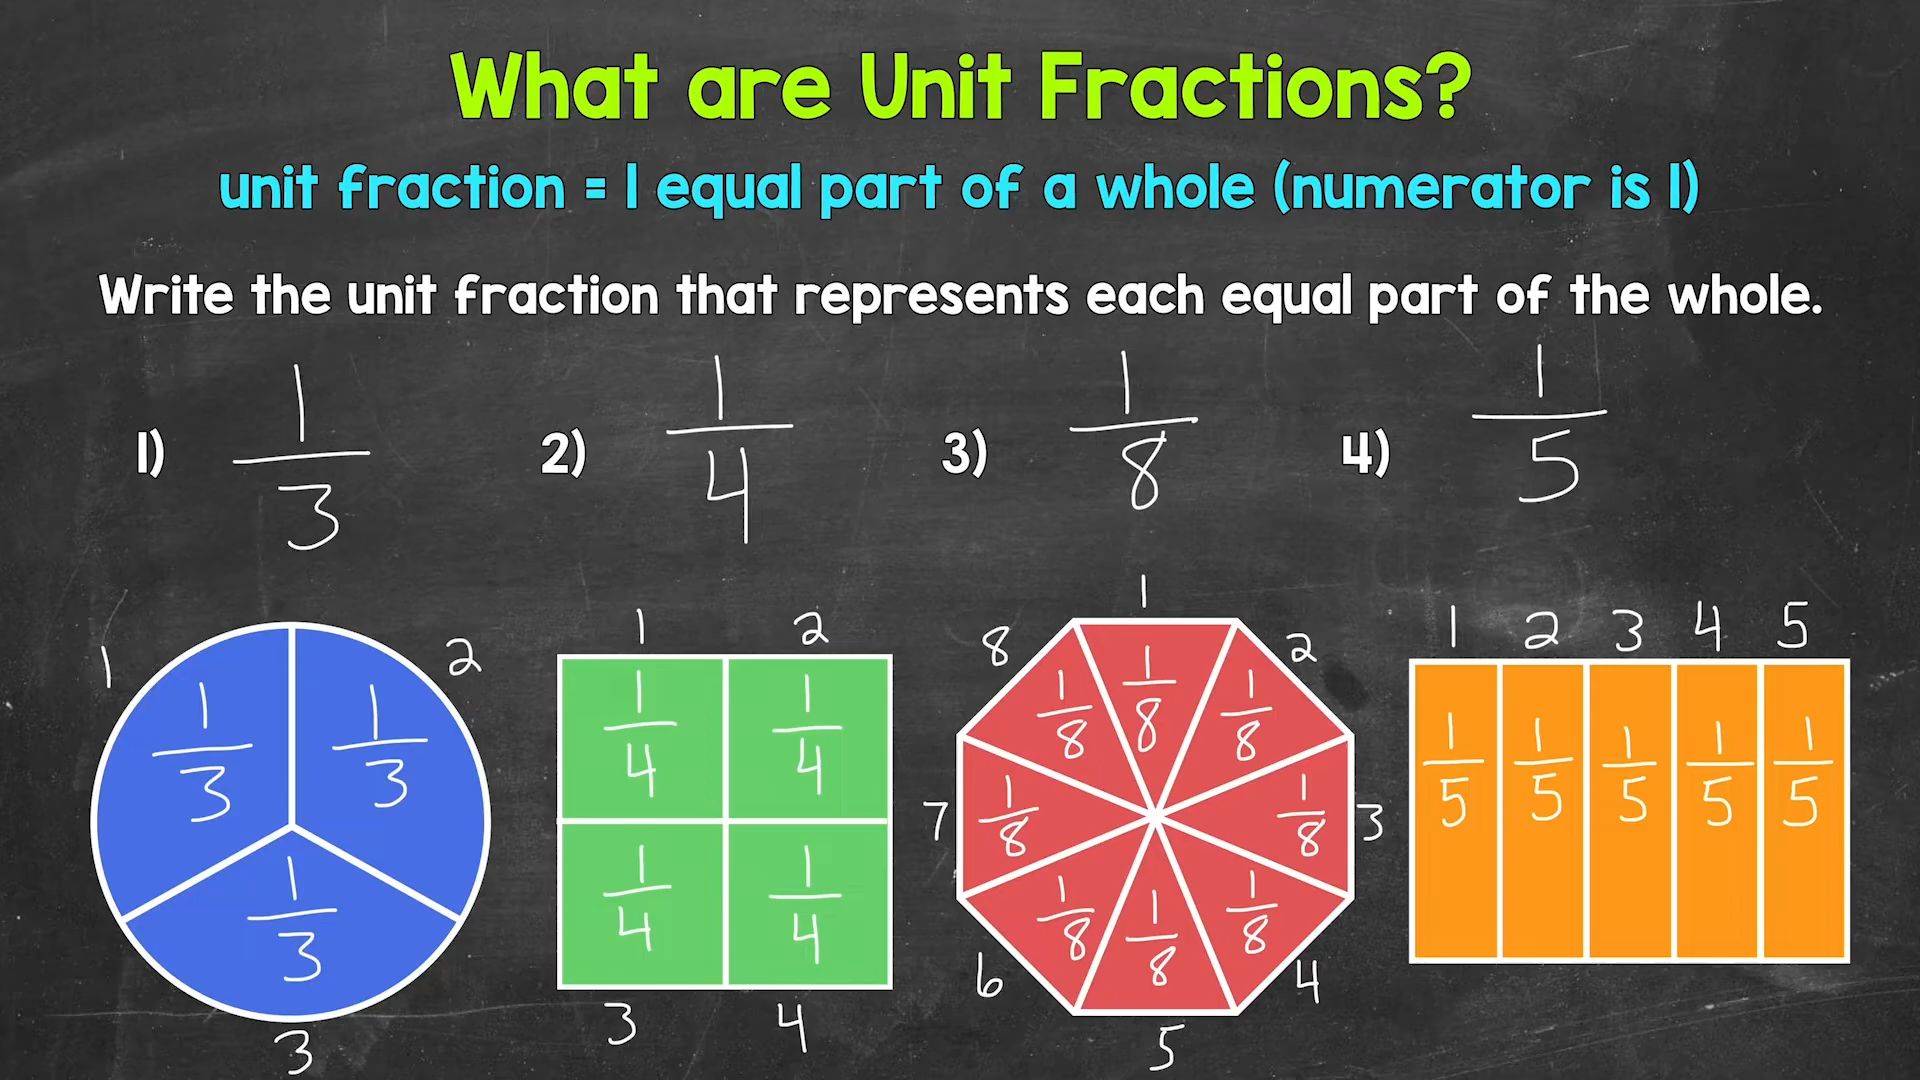 What are Unit Fractions?
unit fraction = 1 equal part of a whole (numerator is 1)
Write the unit fraction that represents each equal part of the whole.
1) 1/3 2) 1/4 3) 1/8 4) 1/5
1 2 3
1/3 1/3 1/3
1 2 3 4
1/4 1/4
1/4 1/4
1 2 3 4 5 6 7 8
1/8 1/8 1/8 1/8 1/8 1/8 1/8 1/8
1 2 3 4 5
1/5 1/5 1/5 1/5 1/5